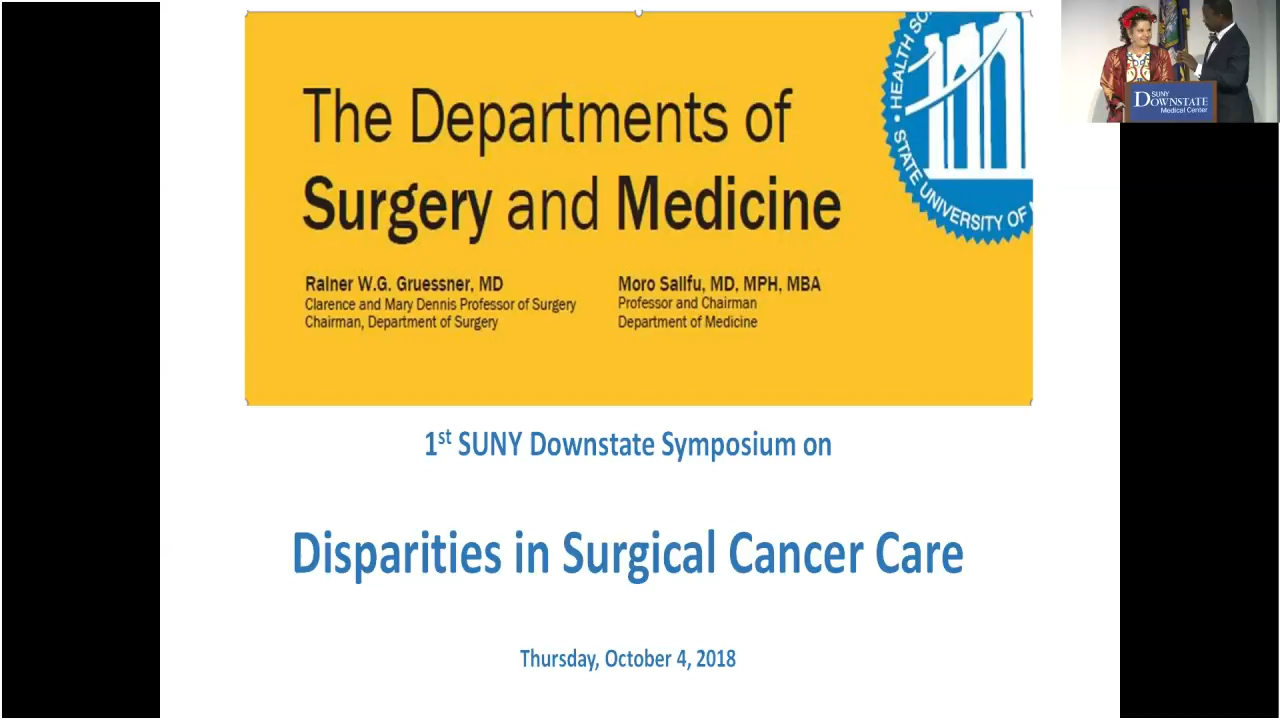 The Departments of
Surgery and Medicine
Rainer W.G. Gruessner, MD
Clarence and Mary Dennis Professor of Surgery
Chairman, Department of Surgery
Moro Salifu, MD, MPH, MBA
Professor and Chairman
Department of Medicine
• HEALTH SC
STATE UNIVERSITY OF
1st SUNY Downstate Symposium on
Disparities in Surgical Cancer Care
Thursday, October 4, 2018
SUNY
DOWNSTATE
Medical Center